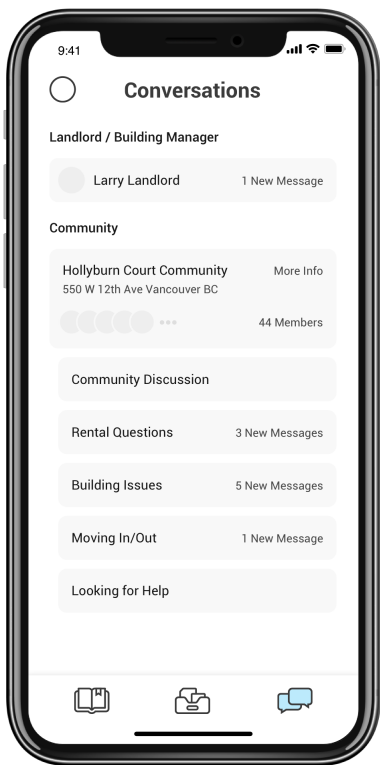 9:41
Conversations
Landlord / Building Manager
Larry Landlord 1 New Message
Community
Hollyburn Court Community More Info
550 W 12th Ave Vancouver BC
44 Members
Community Discussion
Rental Questions 3 New Messages
Building Issues 5 New Messages
Moving In/Out 1 New Message
Looking for Help